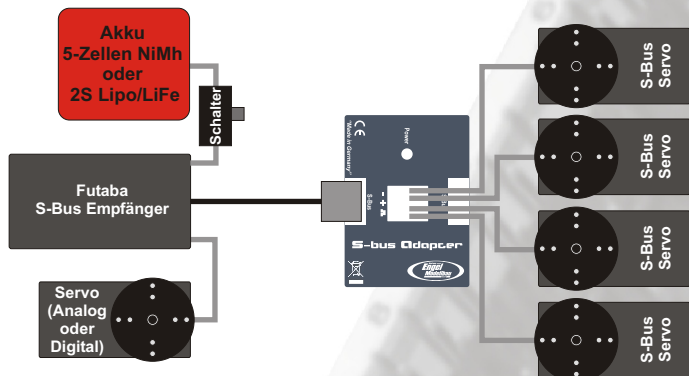 Akku
5-Zellen NiMh
oder
2S Lipo/LiFe
Schalter
Futaba
S-Bus Empfänger
Servo
(Analog
oder
Digital)
"Made in Germany"
CE
Power
S-Bus
- + 
S-bus Adapter
Engel
Modellbau
S-Bus
Servo
S-Bus
Servo
S-Bus
Servo
S-Bus
Servo